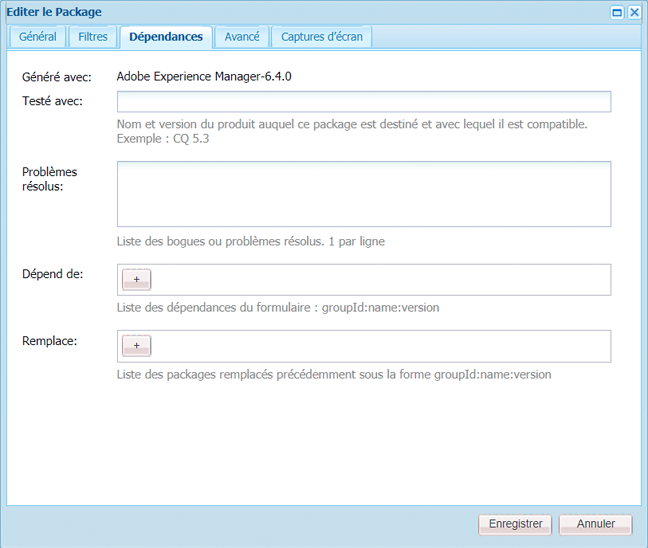 Editer le Package
Général Filtres Dépendances Avancé Captures d'écran
Généré avec: Adobe Experience Manager-6.4.0
Testé avec:
Nom et version du produit auquel ce package est destiné et avec lequel il est compatible.
Exemple : CQ 5.3
Problèmes
résolus:
Liste des bogues ou problèmes résolus. 1 par ligne
Dépend de: +
Liste des dépendances du formulaire : groupId:name:version
Remplace: +
Liste des packages remplacés précédemment sous la forme groupId:name:version
Enregistrer Annuler